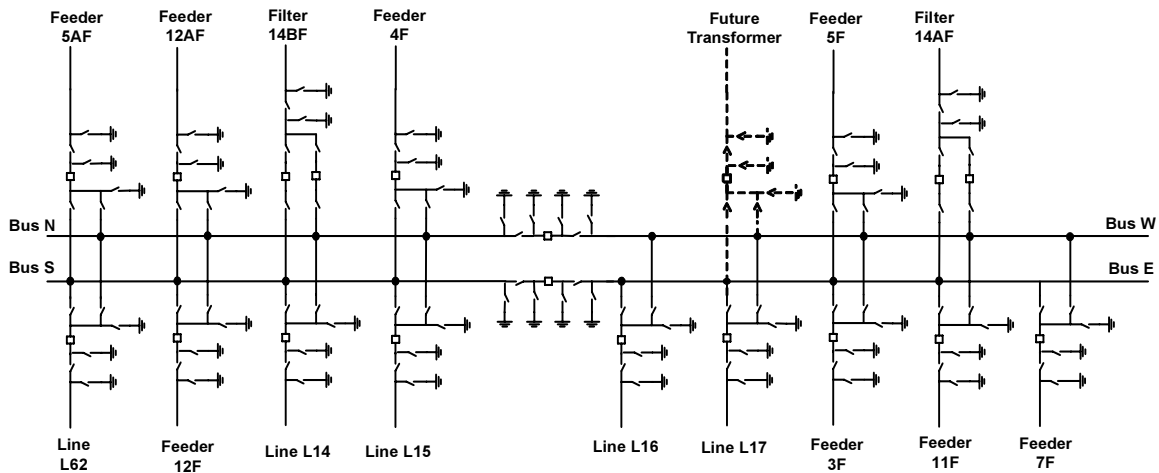 Feeder
5AF
Feeder
12AF
Filter
14BF
Feeder
4F
Future
Transformer
Feeder
5F
Filter
14AF
Bus N
Bus W
Bus S
Bus E
Line
L62
Feeder
12F
Line L14
Line L15
Line L16
Line L17
Feeder
3F
Feeder
11F
Feeder
7F